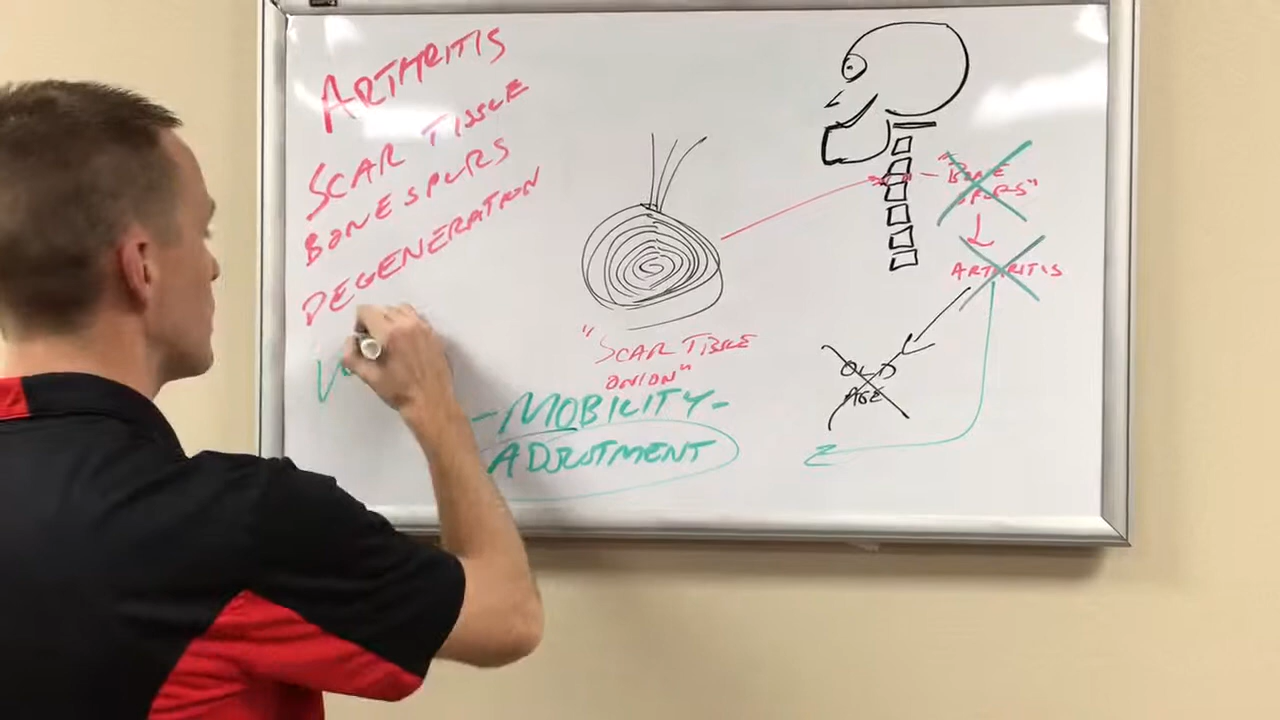 ARTHRITIS
SCAR TISSUE
BONE SPURS
DEGENERATION
"SCAR TISSUE
ONION"
-MOBILITY-
ADJUSTMENT
"BONE
SPURS"
ARTHRITIS
OLD
AGE